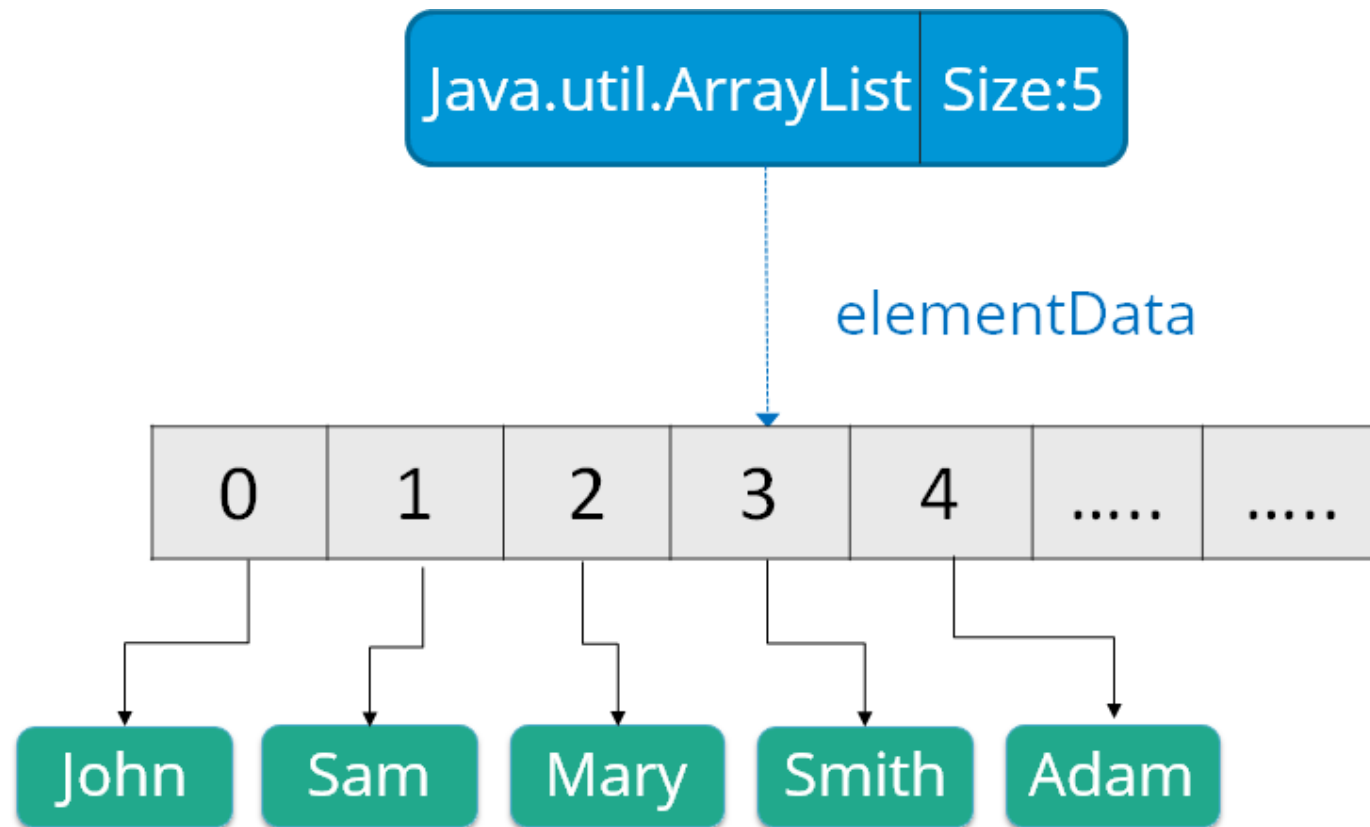 Java.util.ArrayList Size:5
elementData
0 1 2 3 4 ..... .....
John Sam Mary Smith Adam